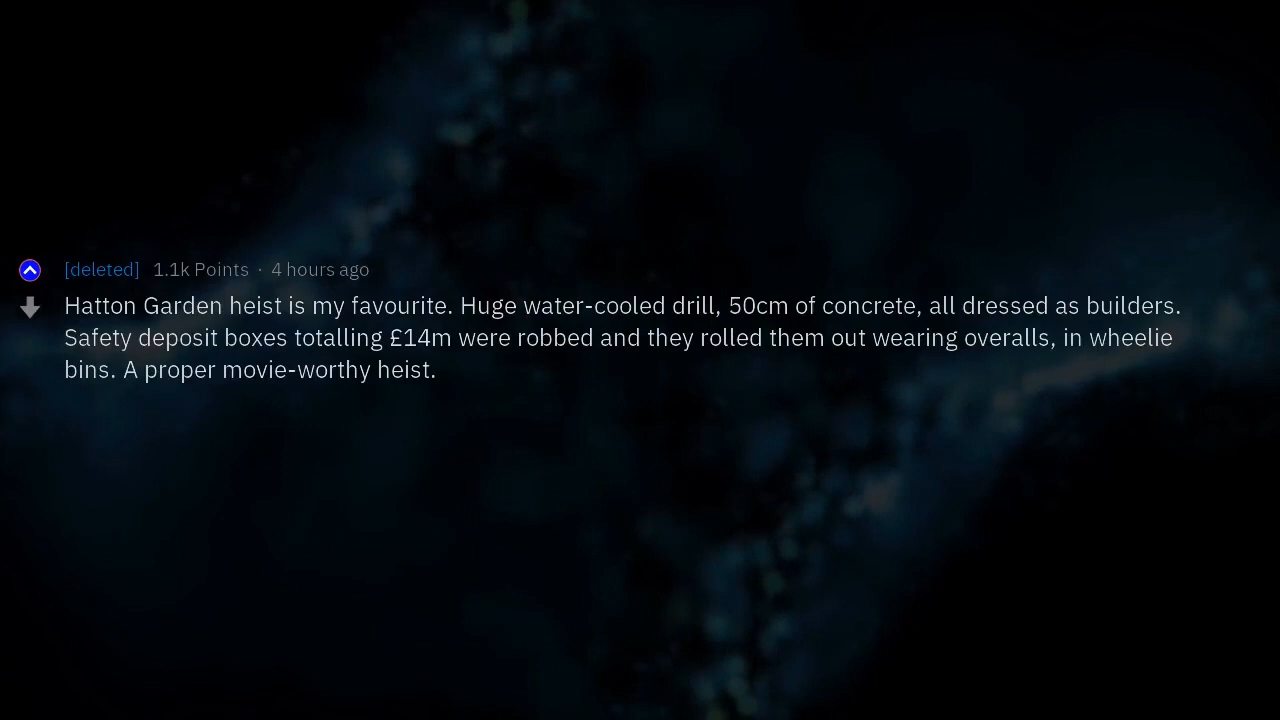 [deleted] 1.1k Points · 4 hours ago
Hatton Garden heist is my favourite. Huge water-cooled drill, 50cm of concrete, all dressed as builders.
Safety deposit boxes totalling £14m were robbed and they rolled them out wearing overalls, in wheelie
bins. A proper movie-worthy heist.